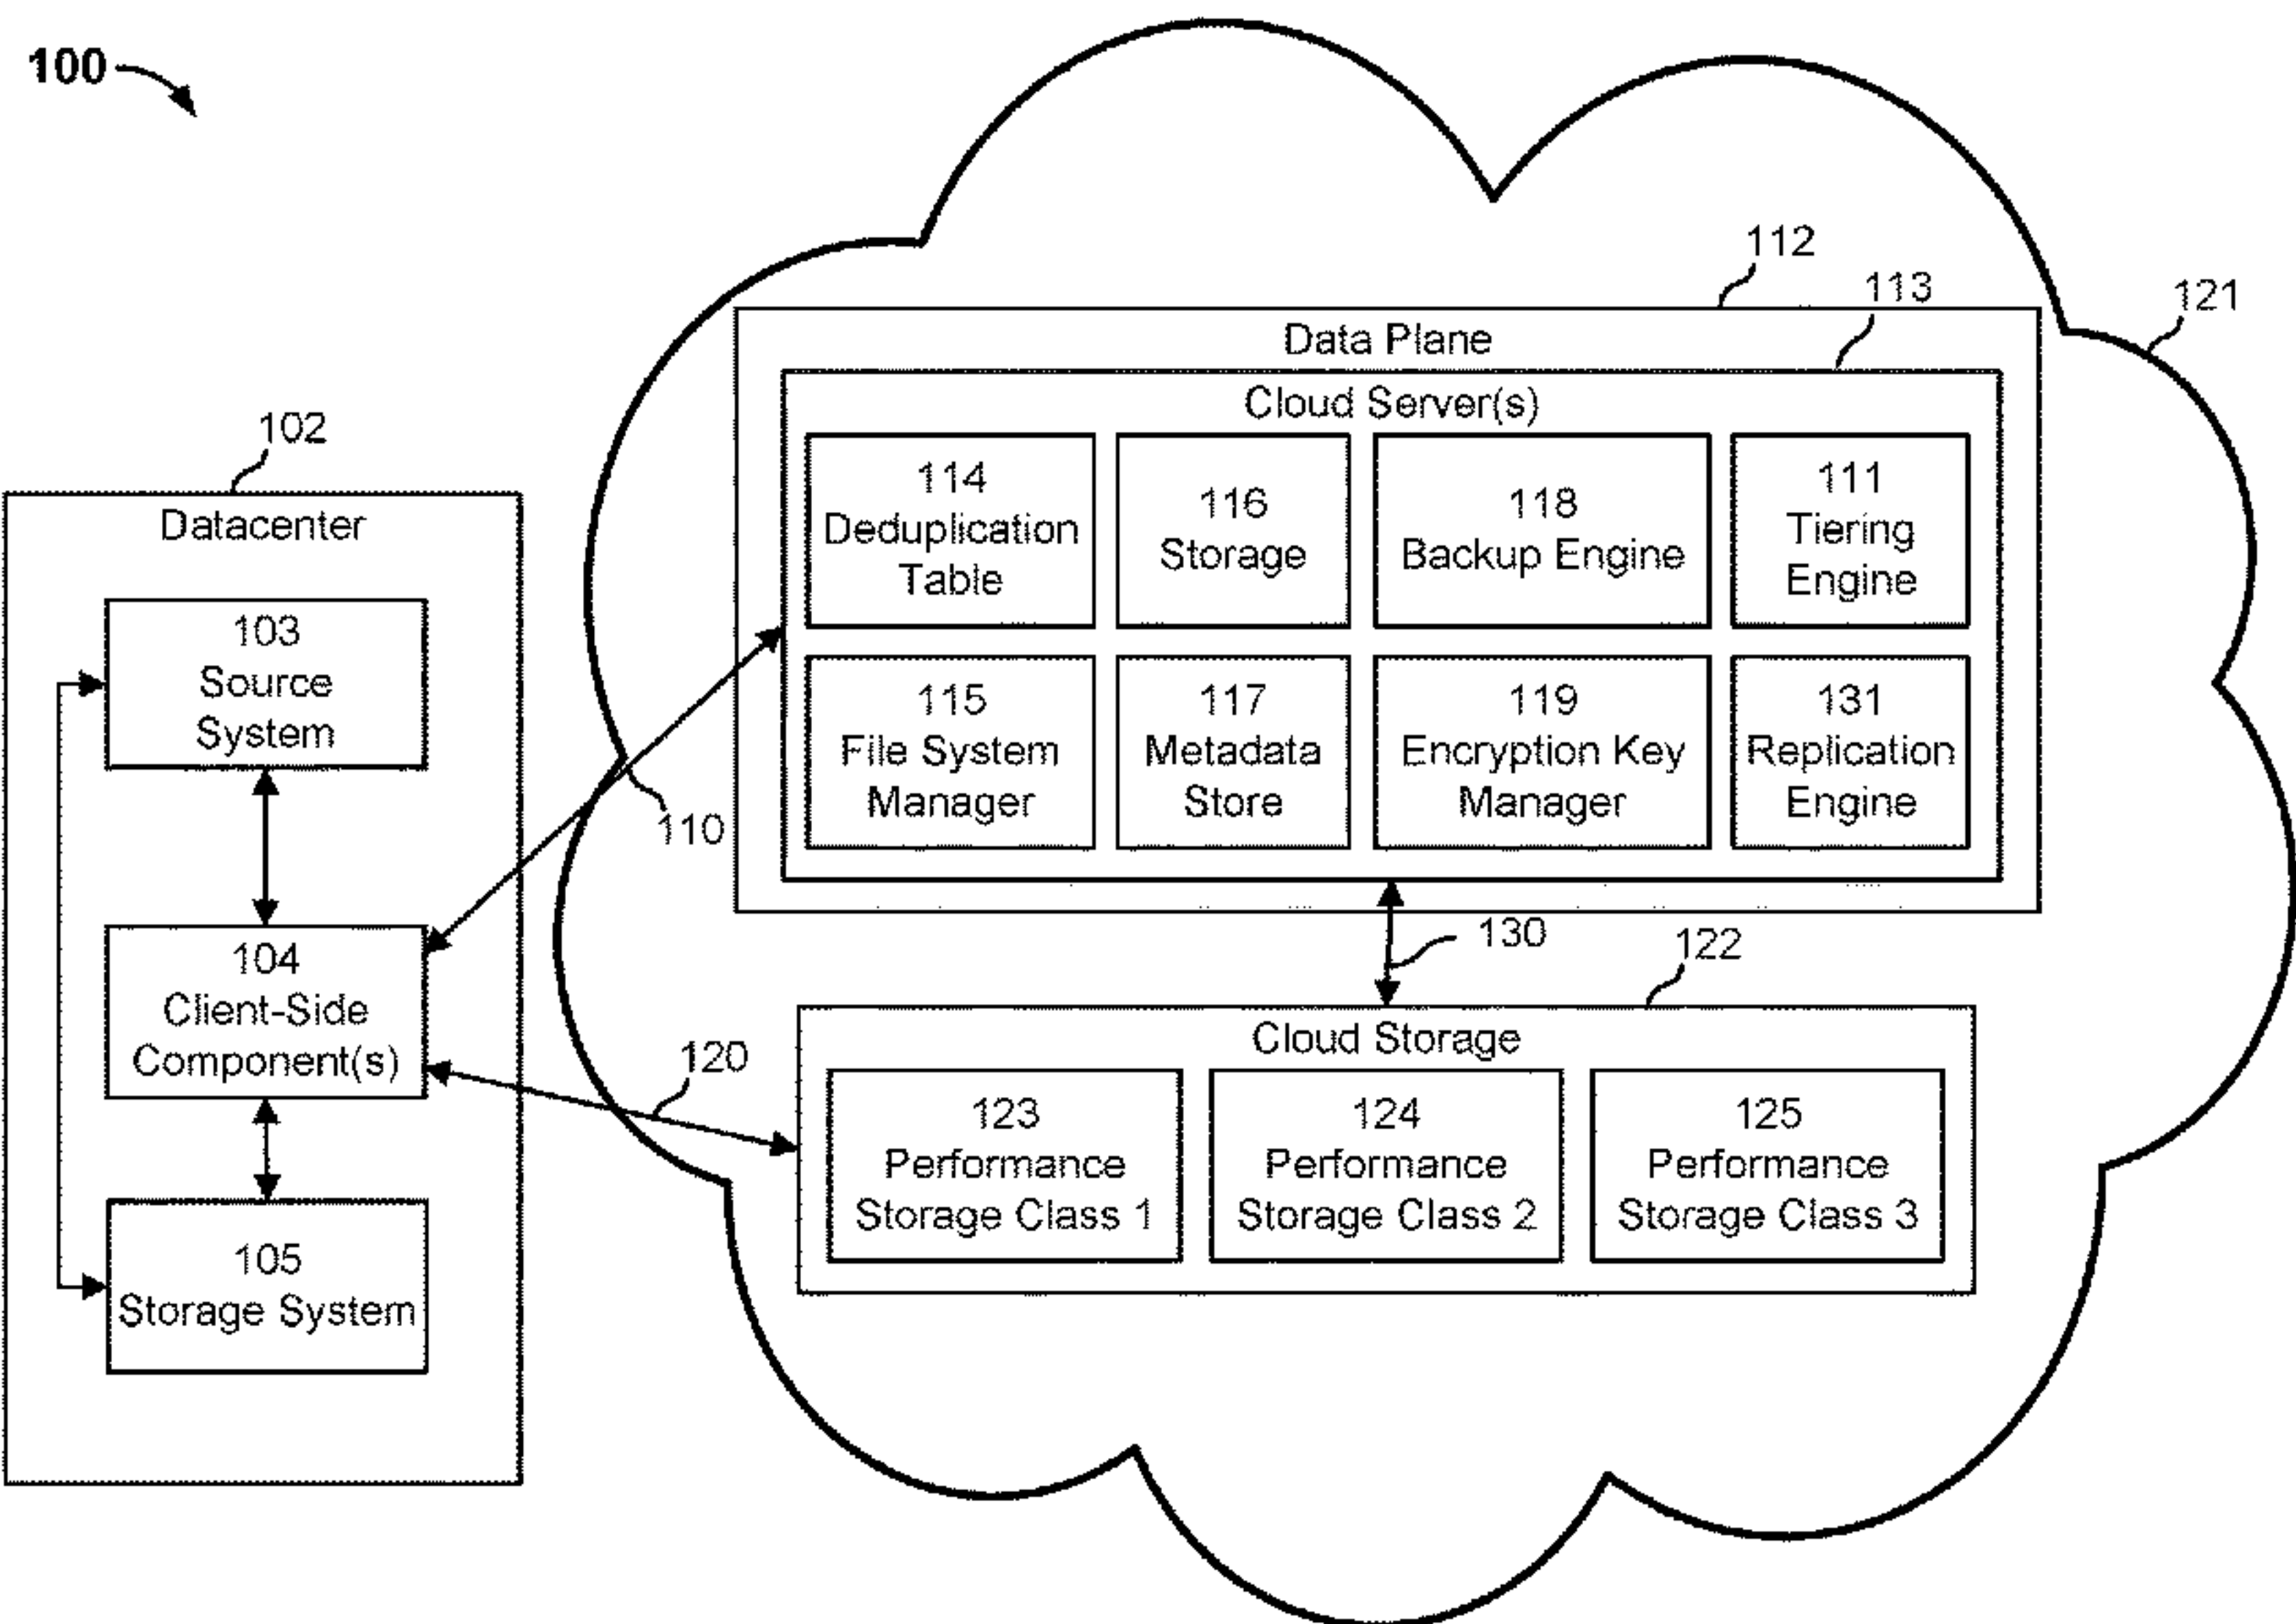 100
112
113
121
Data Plane
Cloud Server(s)
102
Datacenter
114
Deduplication
Table
116
Storage
118
Backup Engine
111
Tiering
Engine
103
Source
System
115
File System
Manager
117
Metadata
Store
119
Encryption Key
Manager
131
Replication
Engine
110
104
Client-Side
Component(s)
130
122
120
Cloud Storage
123
Performance
Storage Class 1
124
Performance
Storage Class 2
125
Performance
Storage Class 3
105
Storage System